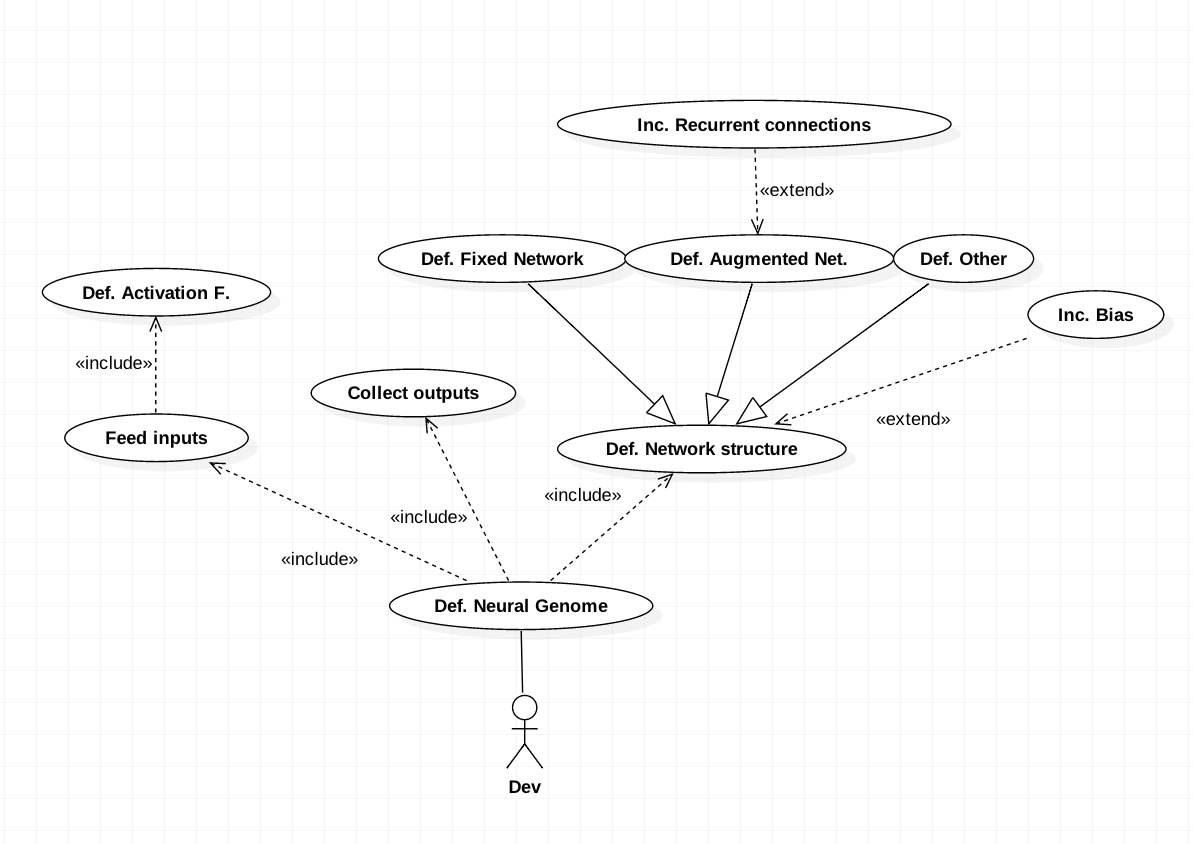 Inc. Recurrent connections
«extend»
Def. Fixed Network
Def. Augmented Net.
Def. Other
Def. Activation F.
Inc. Bias
«include»
Collect outputs
«extend»
Feed inputs
Def. Network structure
«include»
«include»
«include»
Def. Neural Genome
Dev